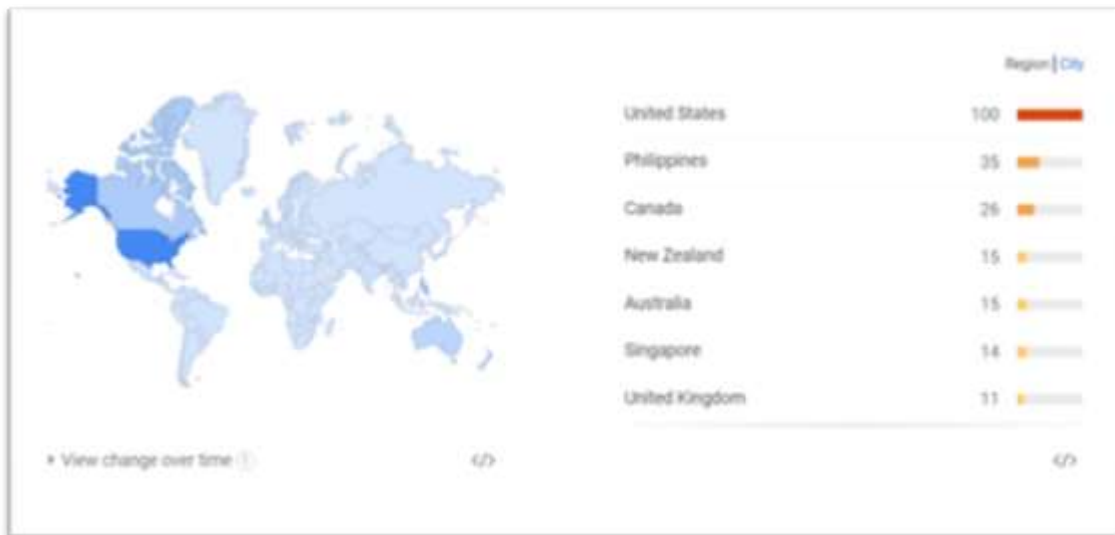 Region | City
United States 100
Philippines 35
Canada 26
New Zealand 15
Australia 15
Singapore 14
United Kingdom 11
View change over time
</>
</>